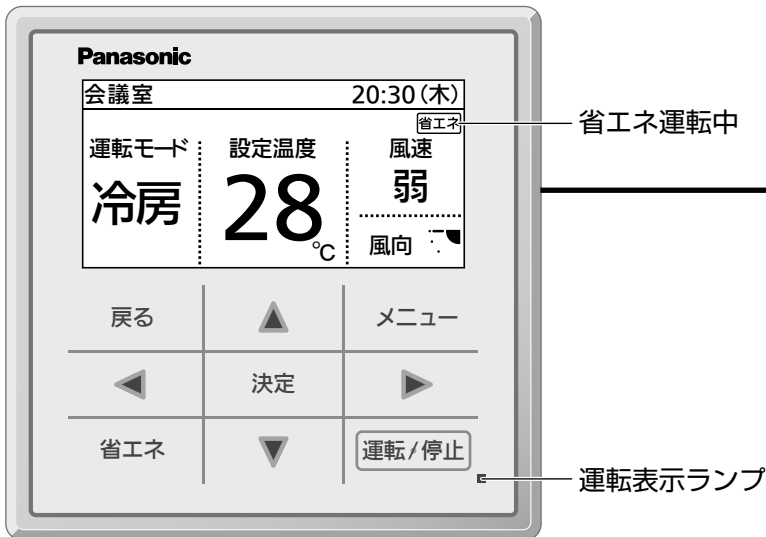 Panasonic
会議室 20:30(木)
省エネ 省エネ運転中
運転モード 設定温度 風速
冷房 28℃ 弱
風向
戻る メニュー
決定
省エネ 運転/停止
運転表示ランプ